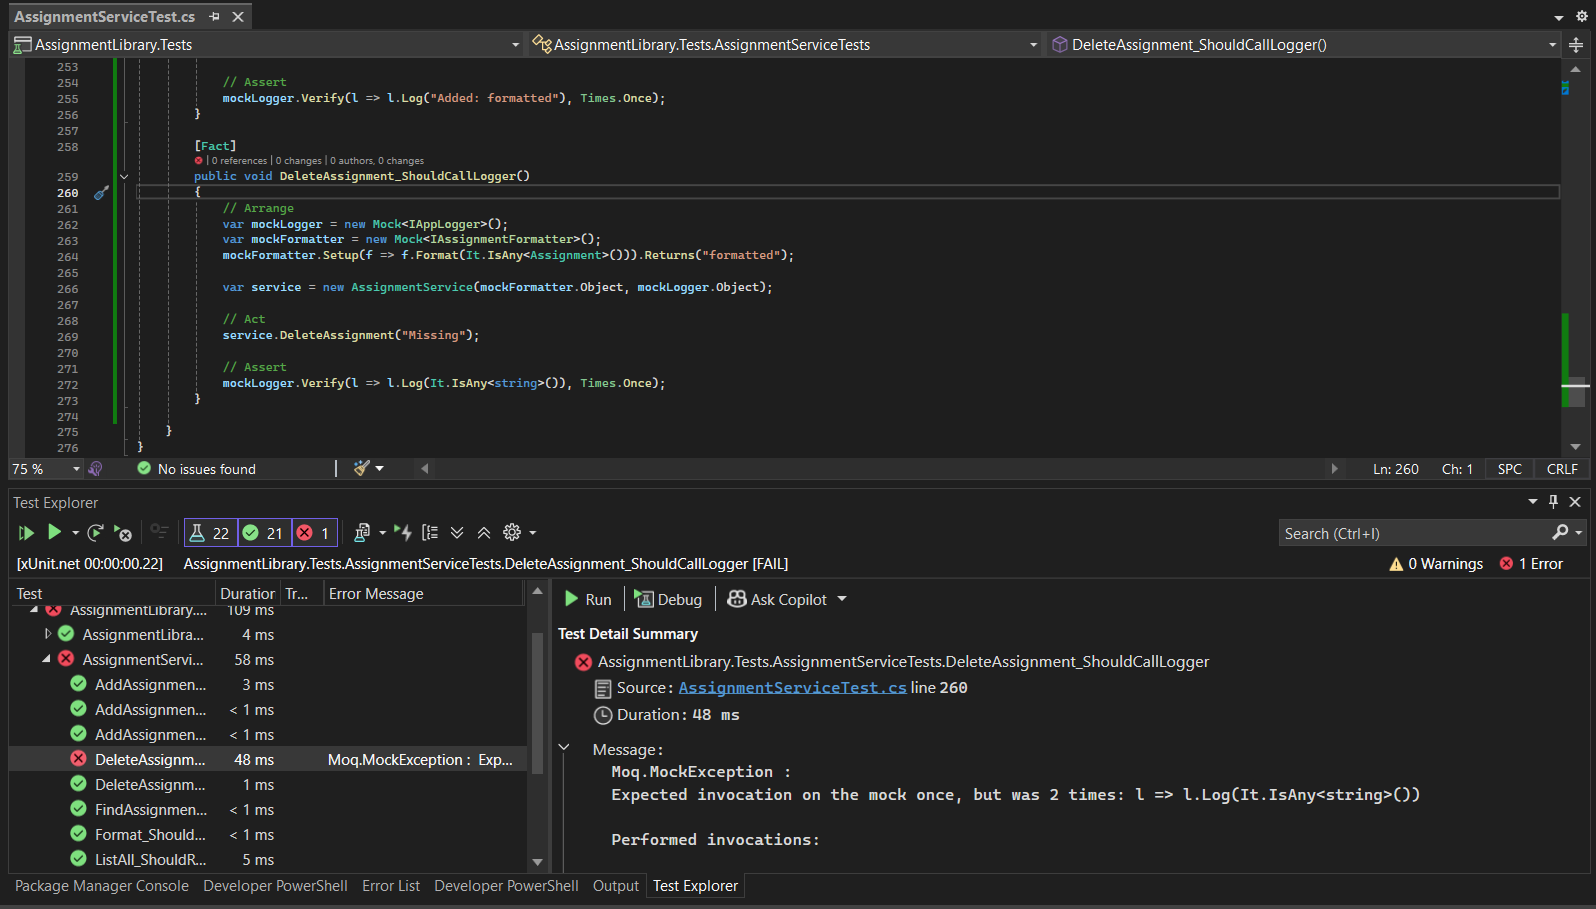 AssignmentServiceTest.cs
AssignmentLibrary.Tests AssignmentLibrary.Tests.AssignmentServiceTests DeleteAssignment_ShouldCallLogger()
253
254 // Assert
255 mockLogger.Verify(l => l.Log("Added: formatted"), Times.Once);
256 }
257
258 [Fact]
| 0 references | 0 changes | 0 authors, 0 changes
259 public void DeleteAssignment_ShouldCallLogger()
260 {
261 // Arrange
262 var mockLogger = new Mock<IAppLogger>();
263 var mockFormatter = new Mock<IAssignmentFormatter>();
264 mockFormatter.Setup(f => f.Format(It.IsAny<Assignment>())).Returns("formatted");
265
266 var service = new AssignmentService(mockFormatter.Object, mockLogger.Object);
267
268 // Act
269 service.DeleteAssignment("Missing");
270
271 // Assert
272 mockLogger.Verify(l => l.Log(It.IsAny<string>()), Times.Once);
273 }
274
275 }
276 }
75 % No issues found Ln: 260 Ch: 1 SPC CRLF
Test Explorer
22 21 1 Search (Ctrl+I)
[xUnit.net 00:00:00.22] AssignmentLibrary.Tests.AssignmentServiceTests.DeleteAssignment_ShouldCallLogger [FAIL] 0 Warnings 1 Error
Test Duration Tr... Error Message
AssignmentLibrary.... 109 ms
AssignmentLibra... 4 ms
AssignmentServi... 58 ms
AddAssignmen... 3 ms
AddAssignmen... < 1 ms
AddAssignmen... < 1 ms
DeleteAssignm... 48 ms Moq.MockException : Exp...
DeleteAssignm... 1 ms
FindAssignmen... < 1 ms
Format_Should... < 1 ms
ListAll_ShouldR... 5 ms
Run Debug Ask Copilot
Test Detail Summary
AssignmentLibrary.Tests.AssignmentServiceTests.DeleteAssignment_ShouldCallLogger
Source: AssignmentServiceTest.cs line 260
Duration: 48 ms
Message:
Moq.MockException :
Expected invocation on the mock once, but was 2 times: l => l.Log(It.IsAny<string>())
Performed invocations:
Package Manager Console Developer PowerShell Error List Developer PowerShell Output Test Explorer